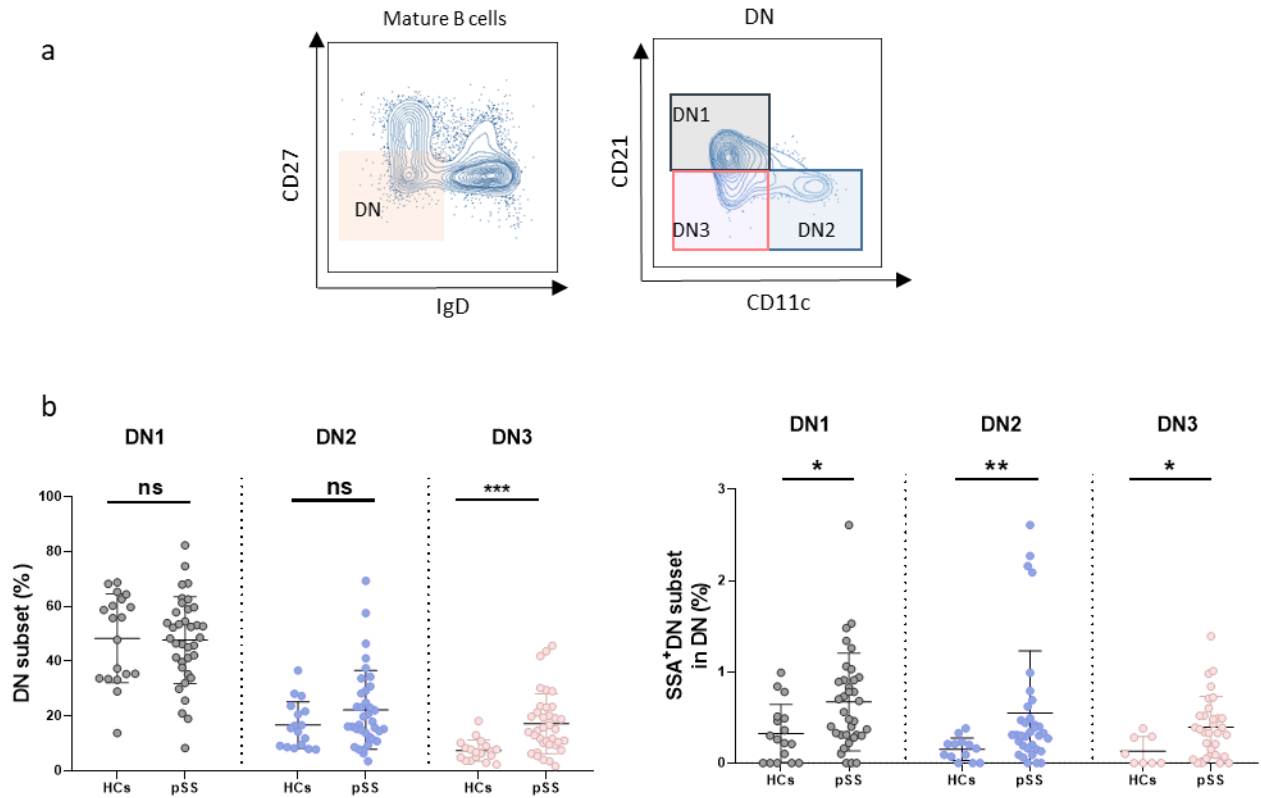 a
Mature B cells
DN
CD27
DN
IgD
CD21
DN1
DN3
DN2
CD11c
b
DN1
DN2
DN3
ns
ns
***
DN subset (%)
100
80
60
40
20
0
HCs
pSS
HCs
pSS
HCs
pSS
DN1
DN2
DN3
*
**
*
SSA⁺DN subset
in DN (%)
3
2
1
0
HCs
pSS
HCs
pSS
HCs
pSS